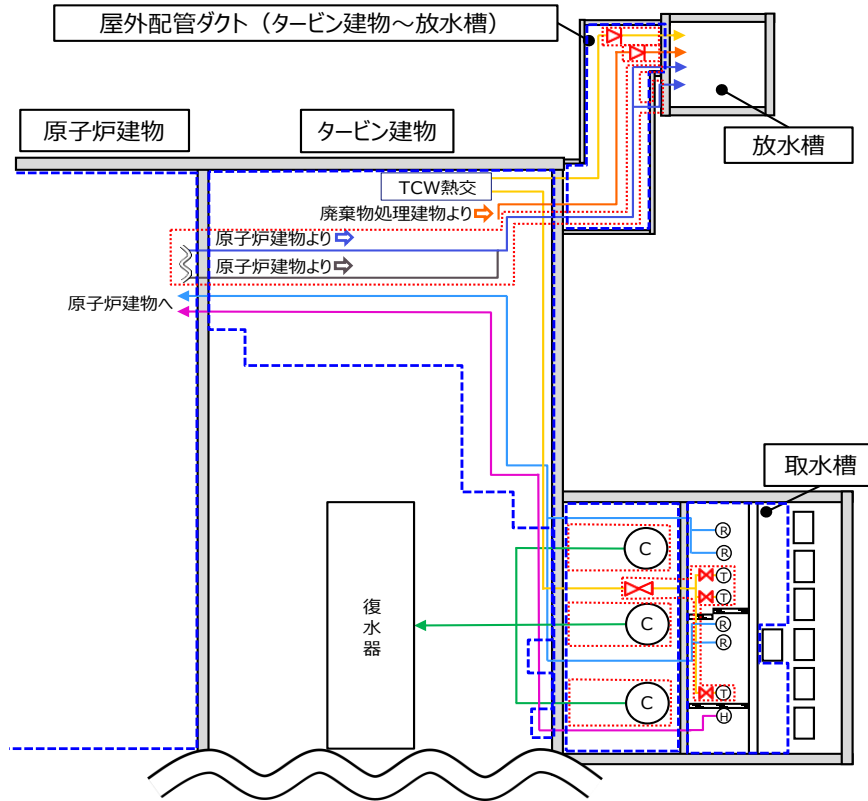 屋外配管ダクト（タービン建物～放水槽）
原子炉建物
タービン建物
放水槽
TCW熱交
廃棄物処理建物より
原子炉建物より
原子炉建物より
原子炉建物へ
取水槽
R
C
R
T
T
復水器
C
R
R
C
T
H